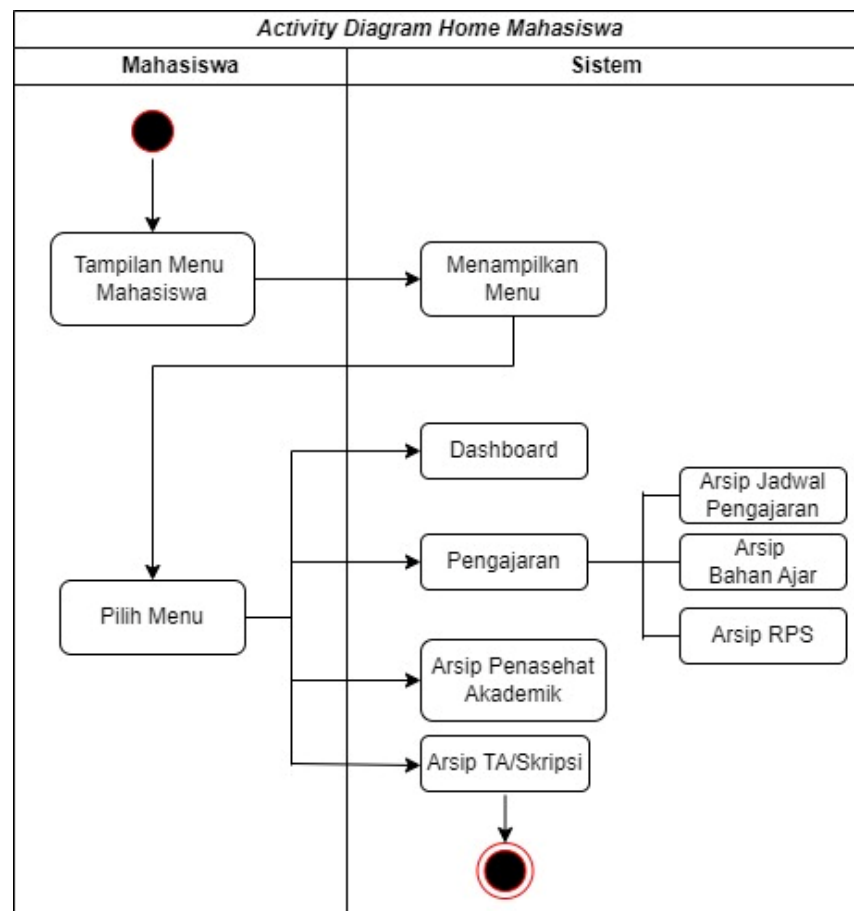 Activity Diagram Home Mahasiswa
Mahasiswa
Sistem
Tampilan Menu
Mahasiswa
Menampilkan
Menu
Dashboard
Arsip Jadwal
Pengajaran
Pengajaran
Arsip
Bahan Ajar
Pilih Menu
Arsip RPS
Arsip Penasehat
Akademik
Arsip TA/Skripsi